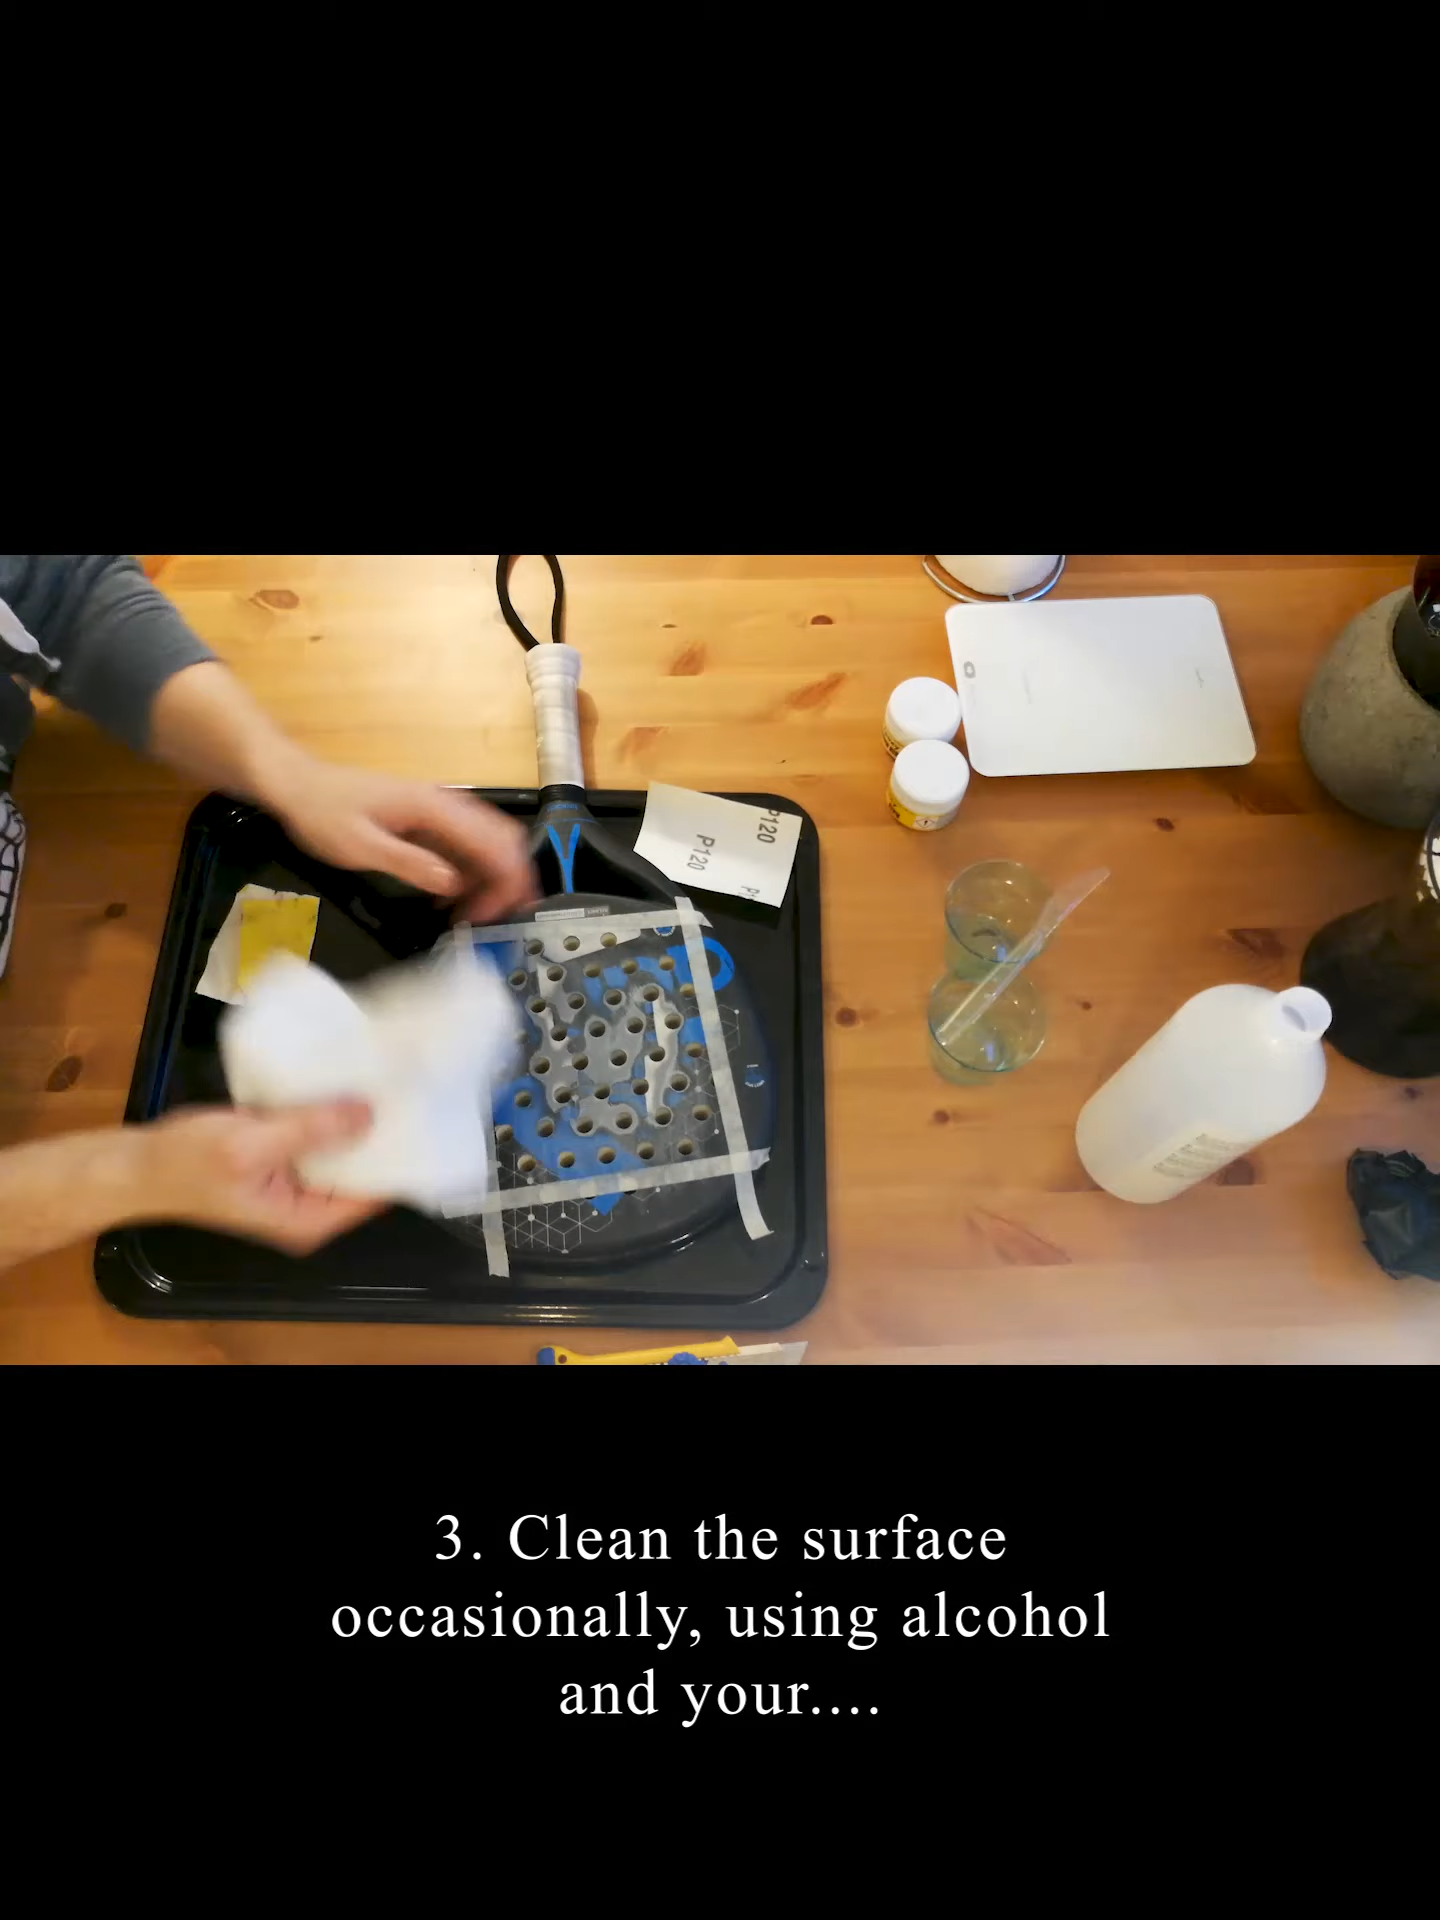 P120
P120
3. Clean the surface
occasionally, using alcohol
and your....